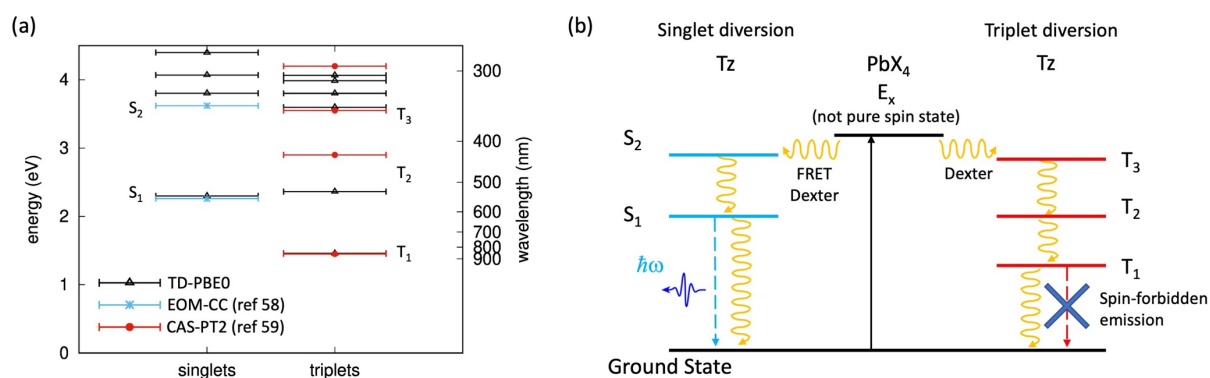 (a)
energy (eV)
4
3
2
1
0
S₂
S₁
T₃
T₂
T₁
TD-PBE0
EOM-CC (ref 58)
CAS-PT2 (ref 59)
singlets
triplets
300
400
500
600
700
800
900
wavelength (nm)
(b)
Singlet diversion
Tz
PbX₄
Eₓ
(not pure spin state)
Triplet diversion
Tz
S₂
S₁
FRET
Dexter
Dexter
T₃
T₂
T₁
ℏω
Spin-forbidden
emission
Ground State